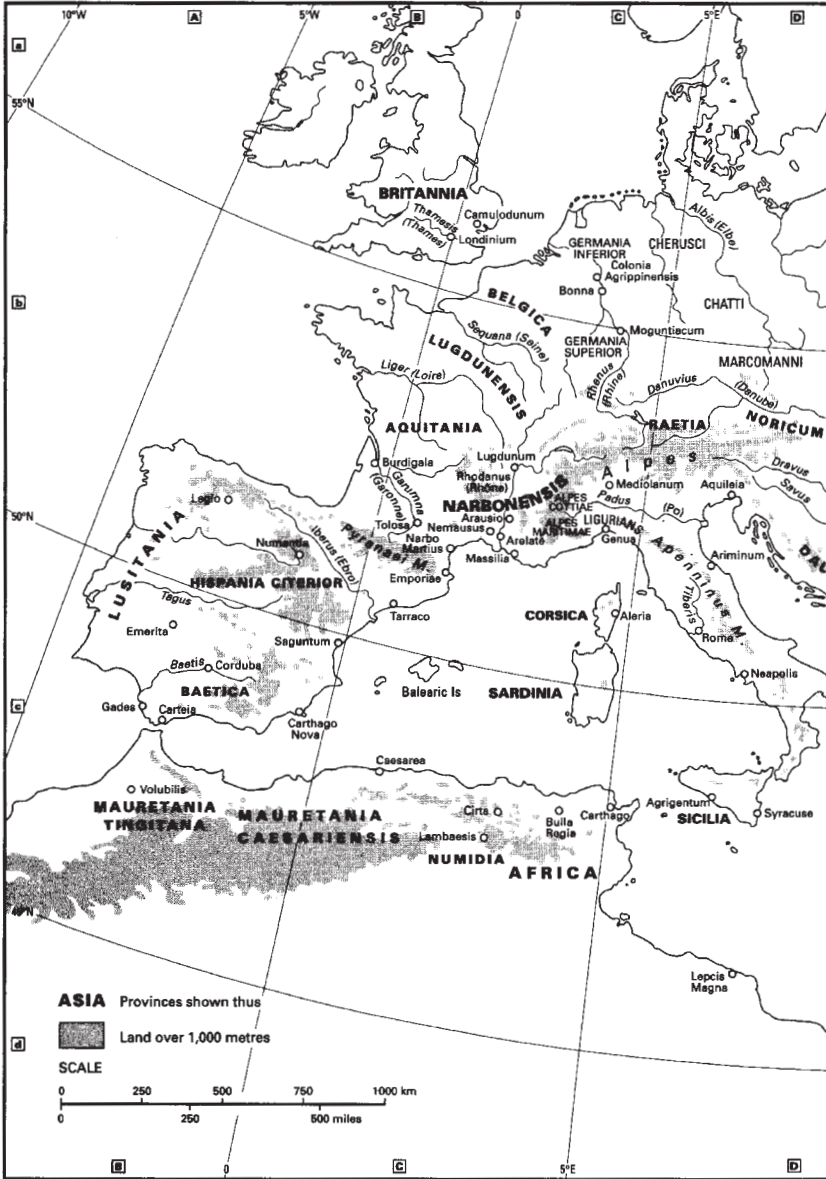 10°W
A
5°W
B
0
C
5°E
D
a
55°N
BRITANNIA
Thamesis
(Thames)
Camulodunum
Londinium
Albis (Elbe)
GERMANIA
INFERIOR
CHERUSCI
Colonia
Agrippinensis
Bonna
b
BELGICA
CHATTI
Sequana (Seine)
Moguntiacum
LUGDUNENSIS
GERMANIA
SUPERIOR
MARCOMANNI
Liger (Loire)
Rhenus
(Rhine)
Danuvius
(Danube)
NORICUM
AQUITANIA
RAETIA
Burdigala
Lugdunum
Alpes
Dravus
Savus
Rhodanus
(Rhône)
Mediolanum
Aquileia
Garumna
(Garonne)
NARBONENSIS
ALPES
COTTIAE
Padus
(Po)
Legio
50°N
Tolosa
Arausio
Nemausus
ALPES
MARITIMAE
LIGURIANS
Iberus (Ebro)
Pyranaei M.
Narbo
Martius
Arelate
Genua
Apenninus M.
DAL
LUSITANIA
Numantia
Massilia
Ariminum
HISPANIA CITERIOR
Emporiae
Tiberis
Tagus
Tarraco
CORSICA
Aleria
Emerita
Rome
Saguntum
Baetis
Corduba
Neapolis
BAETICA
Balearic Is
SARDINIA
c
Gades
Carteia
Carthago
Nova
Caesarea
Volubilis
MAURETANIA
TINGITANA
MAURETANIA
CAESARIENSIS
Cirta
Bulla
Regia
Carthago
Agrigentum
SICILIA
Syracuse
Lambaesis
NUMIDIA
AFRICA
Lepcis
Magna
ASIA Provinces shown thus
Land over 1,000 metres
d
SCALE
0 250 500 750 1000 km
0 250 500 miles
B
0
C
5°E
D